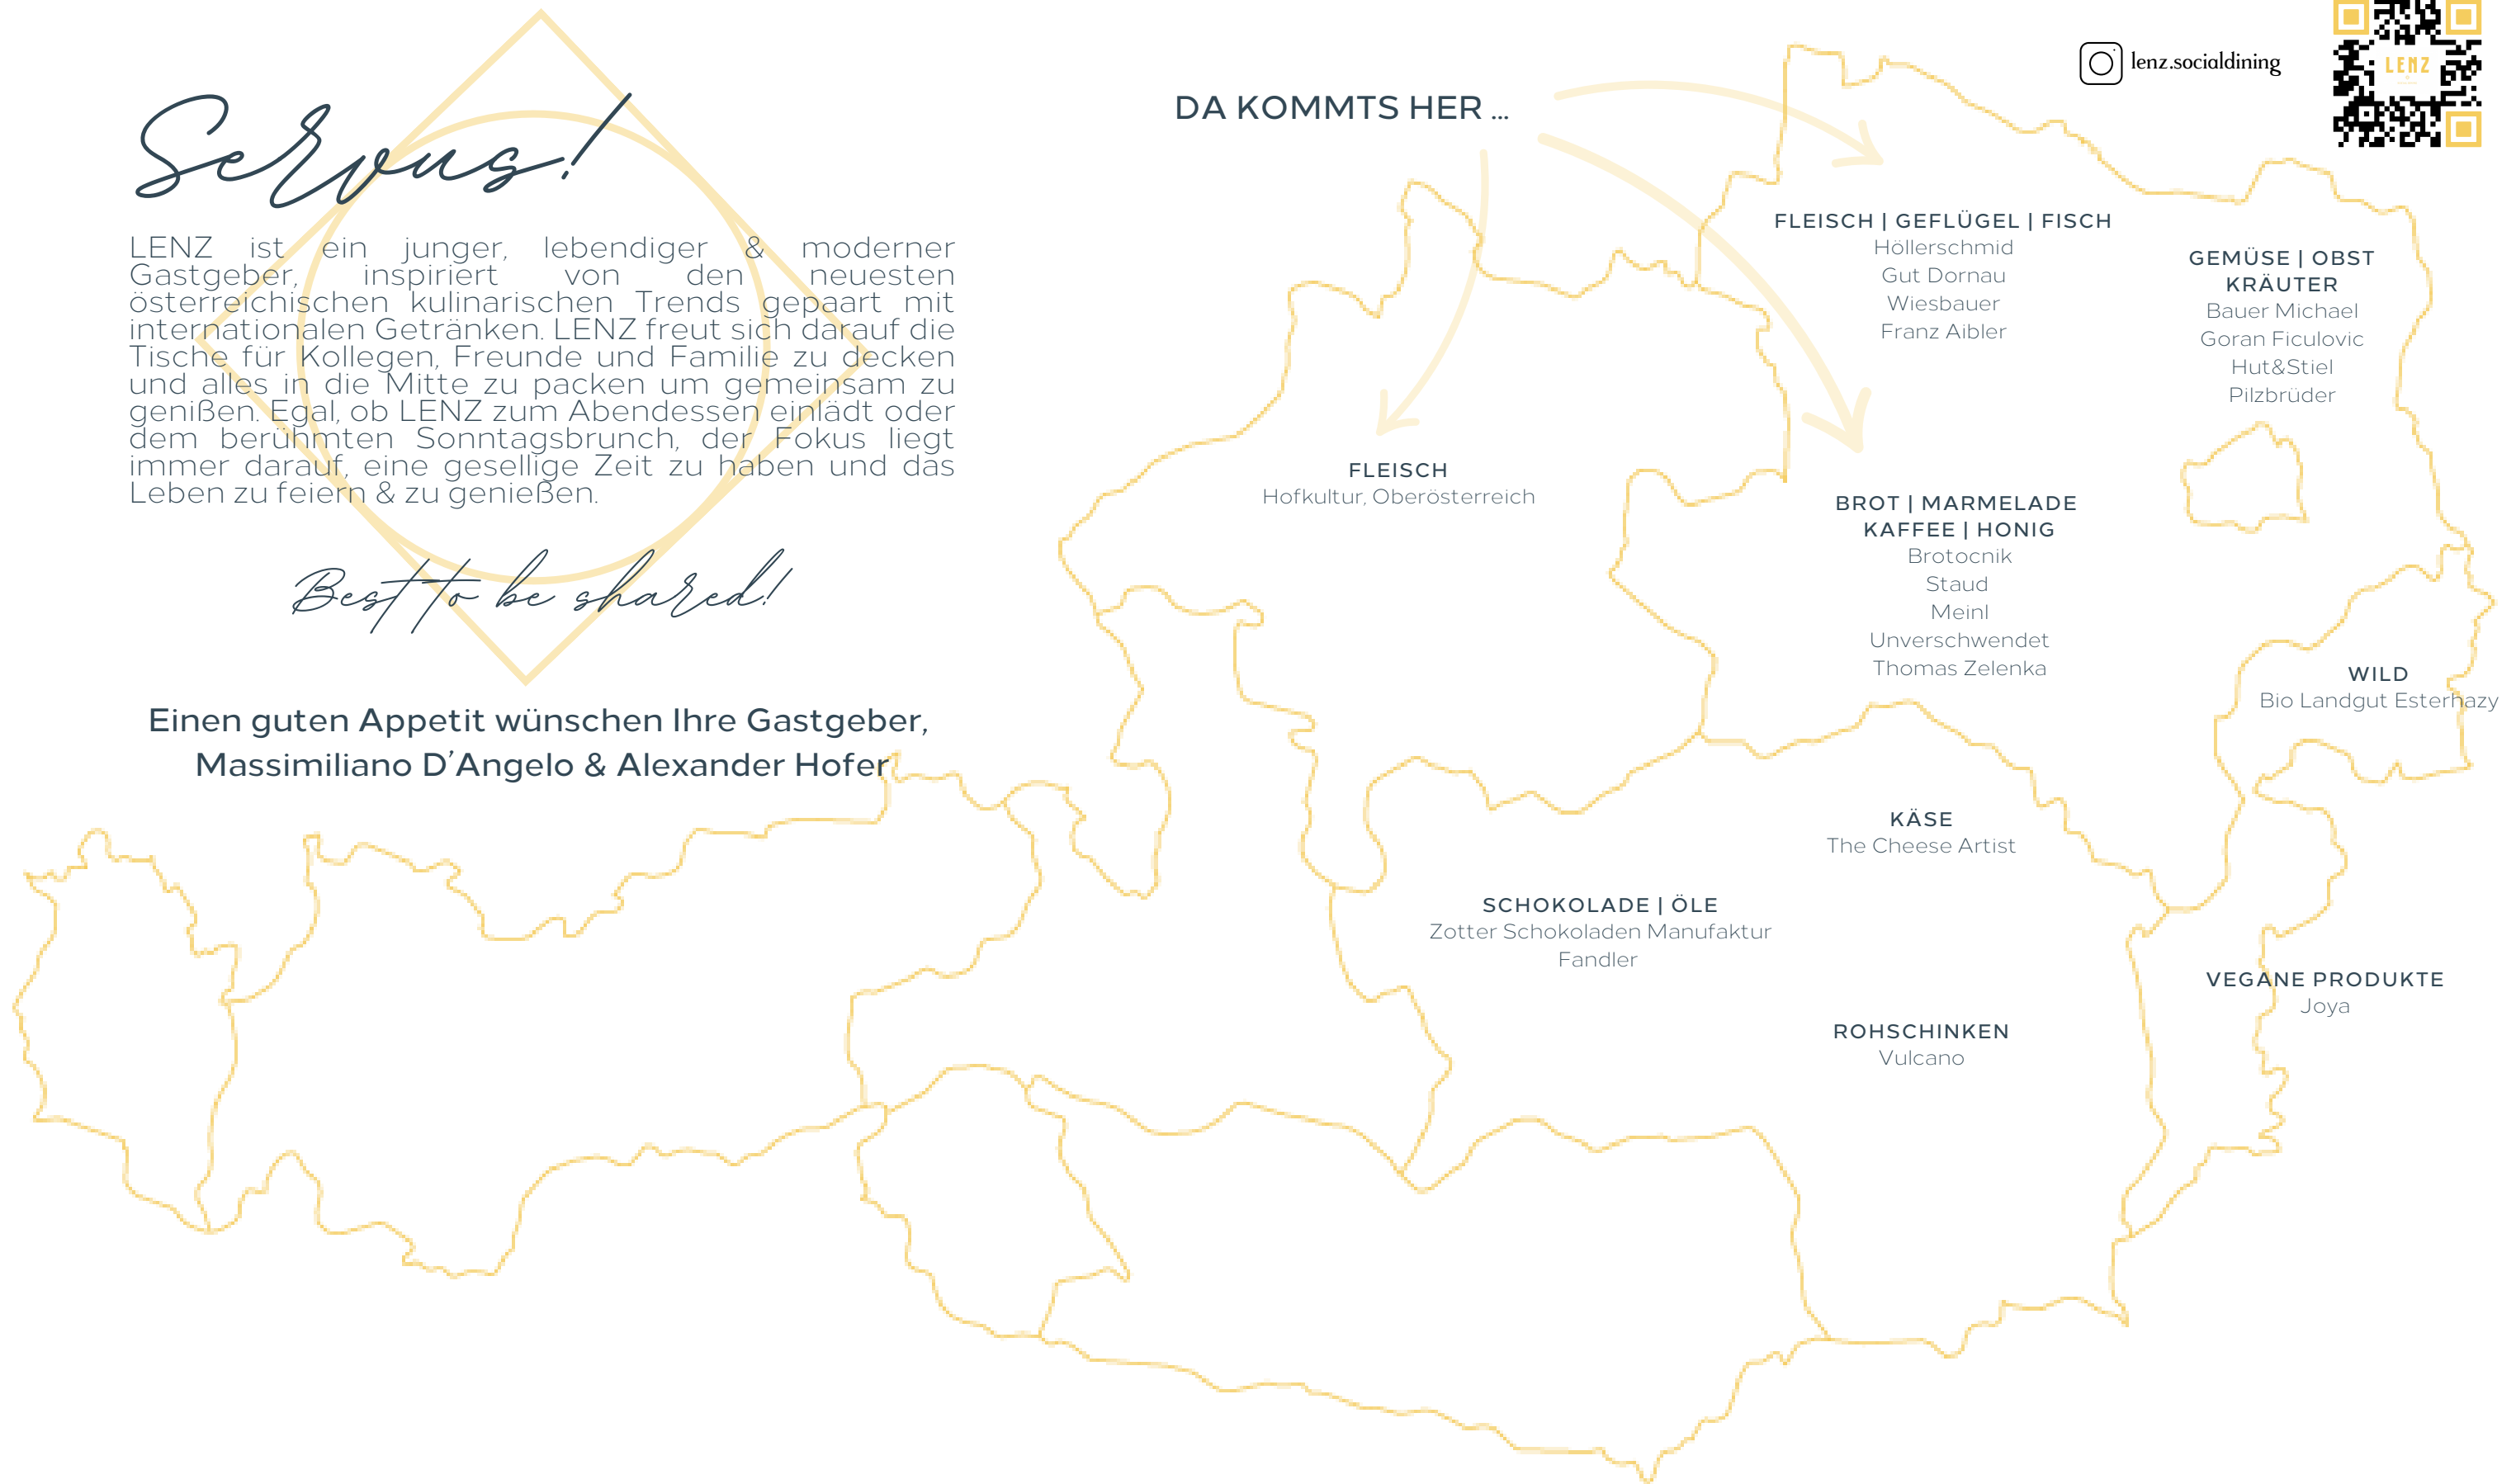 Servus!
LENZ ist ein junger, lebendiger & moderner
Gastgeber, inspiriert von den neuesten
österreichischen kulinarischen Trends gepaart mit
internationalen Getränken. LENZ freut sich darauf die
Tische für Kollegen, Freunde und Familie zu decken
und alles in die Mitte zu packen um gemeinsam zu
genißen. Egal, ob LENZ zum Abendessen einlädt oder
dem berühmten Sonntagsbrunch, der Fokus liegt
immer darauf, eine gesellige Zeit zu haben und das
Leben zu feiern & zu genießen.
Best to be shared!
Einen guten Appetit wünschen Ihre Gastgeber,
Massimiliano D'Angelo & Alexander Hofer
DA KOMMTS HER ...
lenz.socialdining
LENZ
FLEISCH | GEFLÜGEL | FISCH
Höllerschmid
Gut Dornau
Wiesbauer
Franz Aibler
GEMÜSE | OBST
KRÄUTER
Bauer Michael
Goran Ficulovic
Hut&Stiel
Pilzbrüder
FLEISCH
Hofkultur, Oberösterreich
BROT | MARMELADE
KAFFEE | HONIG
Brotocnik
Staud
Meinl
Unverschwendet
Thomas Zelenka
WILD
Bio Landgut Esterhazy
KÄSE
The Cheese Artist
SCHOKOLADE | ÖLE
Zotter Schokoladen Manufaktur
Fandler
VEGANE PRODUKTE
Joya
ROHSCHINKEN
Vulcano